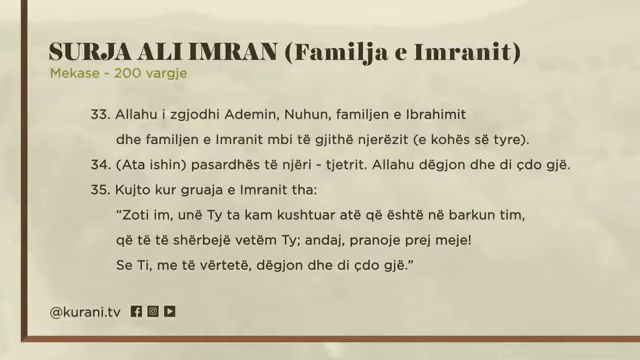 SURJA ALI IMRAN (Familja e Imranit)
Mekase - 200 vargje
33. Allahu i zgjodhi Ademin, Nuhun, familjen e Ibrahimit
dhe familjen e Imranit mbi të gjithë njerëzit (e kohës së tyre).
34. (Ata ishin) pasardhës të njëri - tjetrit. Allahu dëgjon dhe di çdo gjë.
35. Kujto kur gruaja e Imranit tha:
“Zoti im, unë Ty ta kam kushtuar atë që është në barkun tim,
që të të shërbejë vetëm Ty; andaj, pranoje prej meje!
Se Ti, me të vërtetë, dëgjon dhe di çdo gjë.”
@kurani.tv